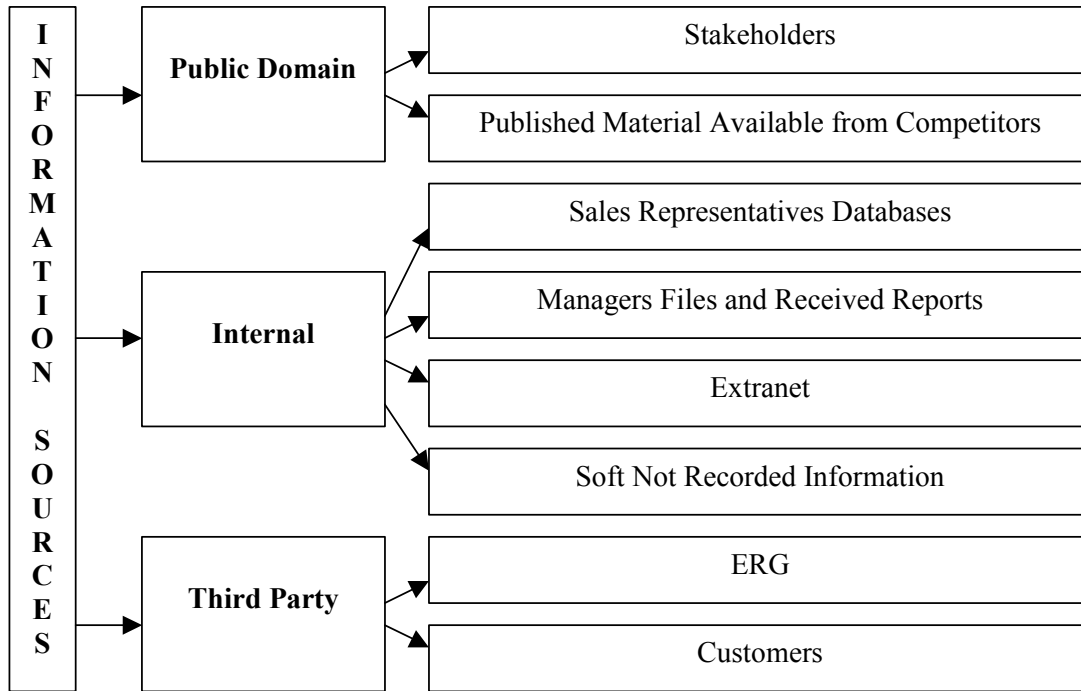 INFORMATION SOURCES
Public Domain
Stakeholders
Published Material Available from Competitors
Internal
Sales Representatives Databases
Managers Files and Received Reports
Extranet
Soft Not Recorded Information
Third Party
ERG
Customers